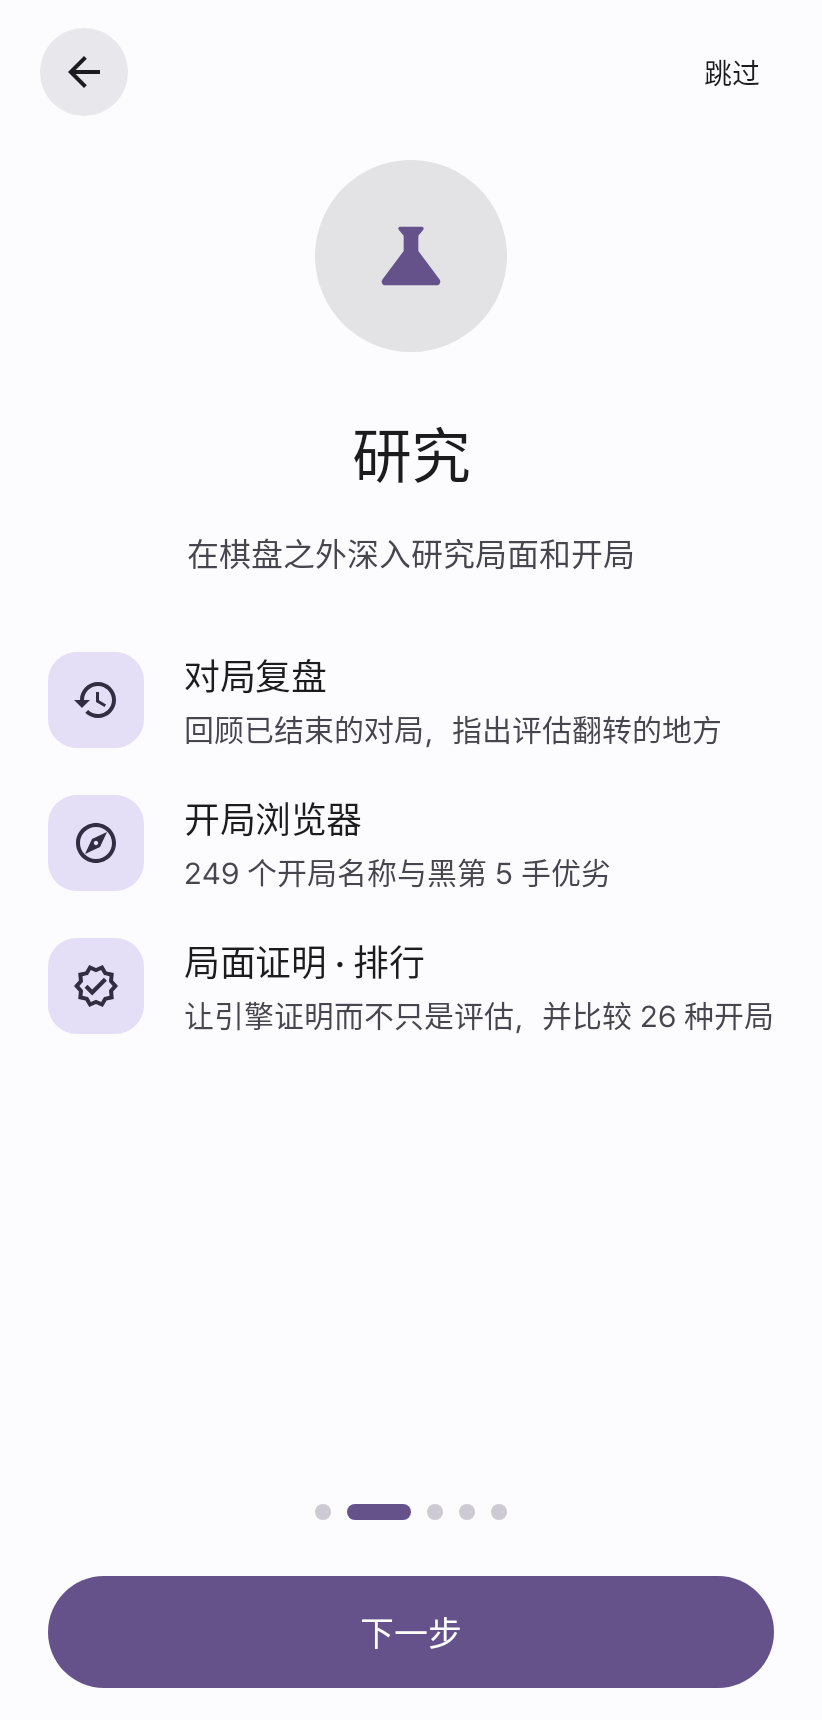 跳过
研究
在棋盘之外深入研究局面和开局
对局复盘
回顾已结束的对局，指出评估翻转的地方
开局浏览器
249 个开局名称与黑第 5 手优劣
局面证明 · 排行
让引擎证明而不只是评估，并比较 26 种开局
下一步